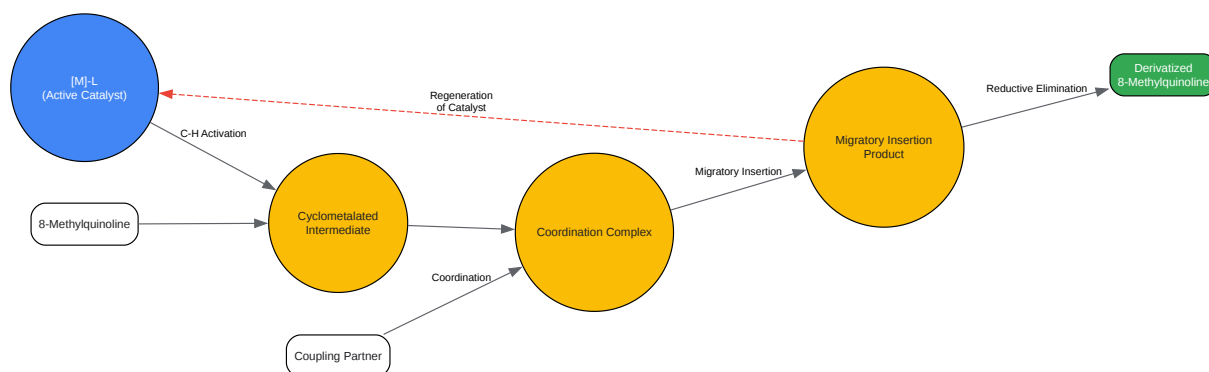 [M]-L
(Active Catalyst)
C-H Activation
8-Methylquinoline
Cyclometalated
Intermediate
Regeneration
of Catalyst
Coordination
Coupling Partner
Coordination Complex
Migratory Insertion
Migratory Insertion
Product
Reductive Elimination
Derivatized
8-Methylquinoline